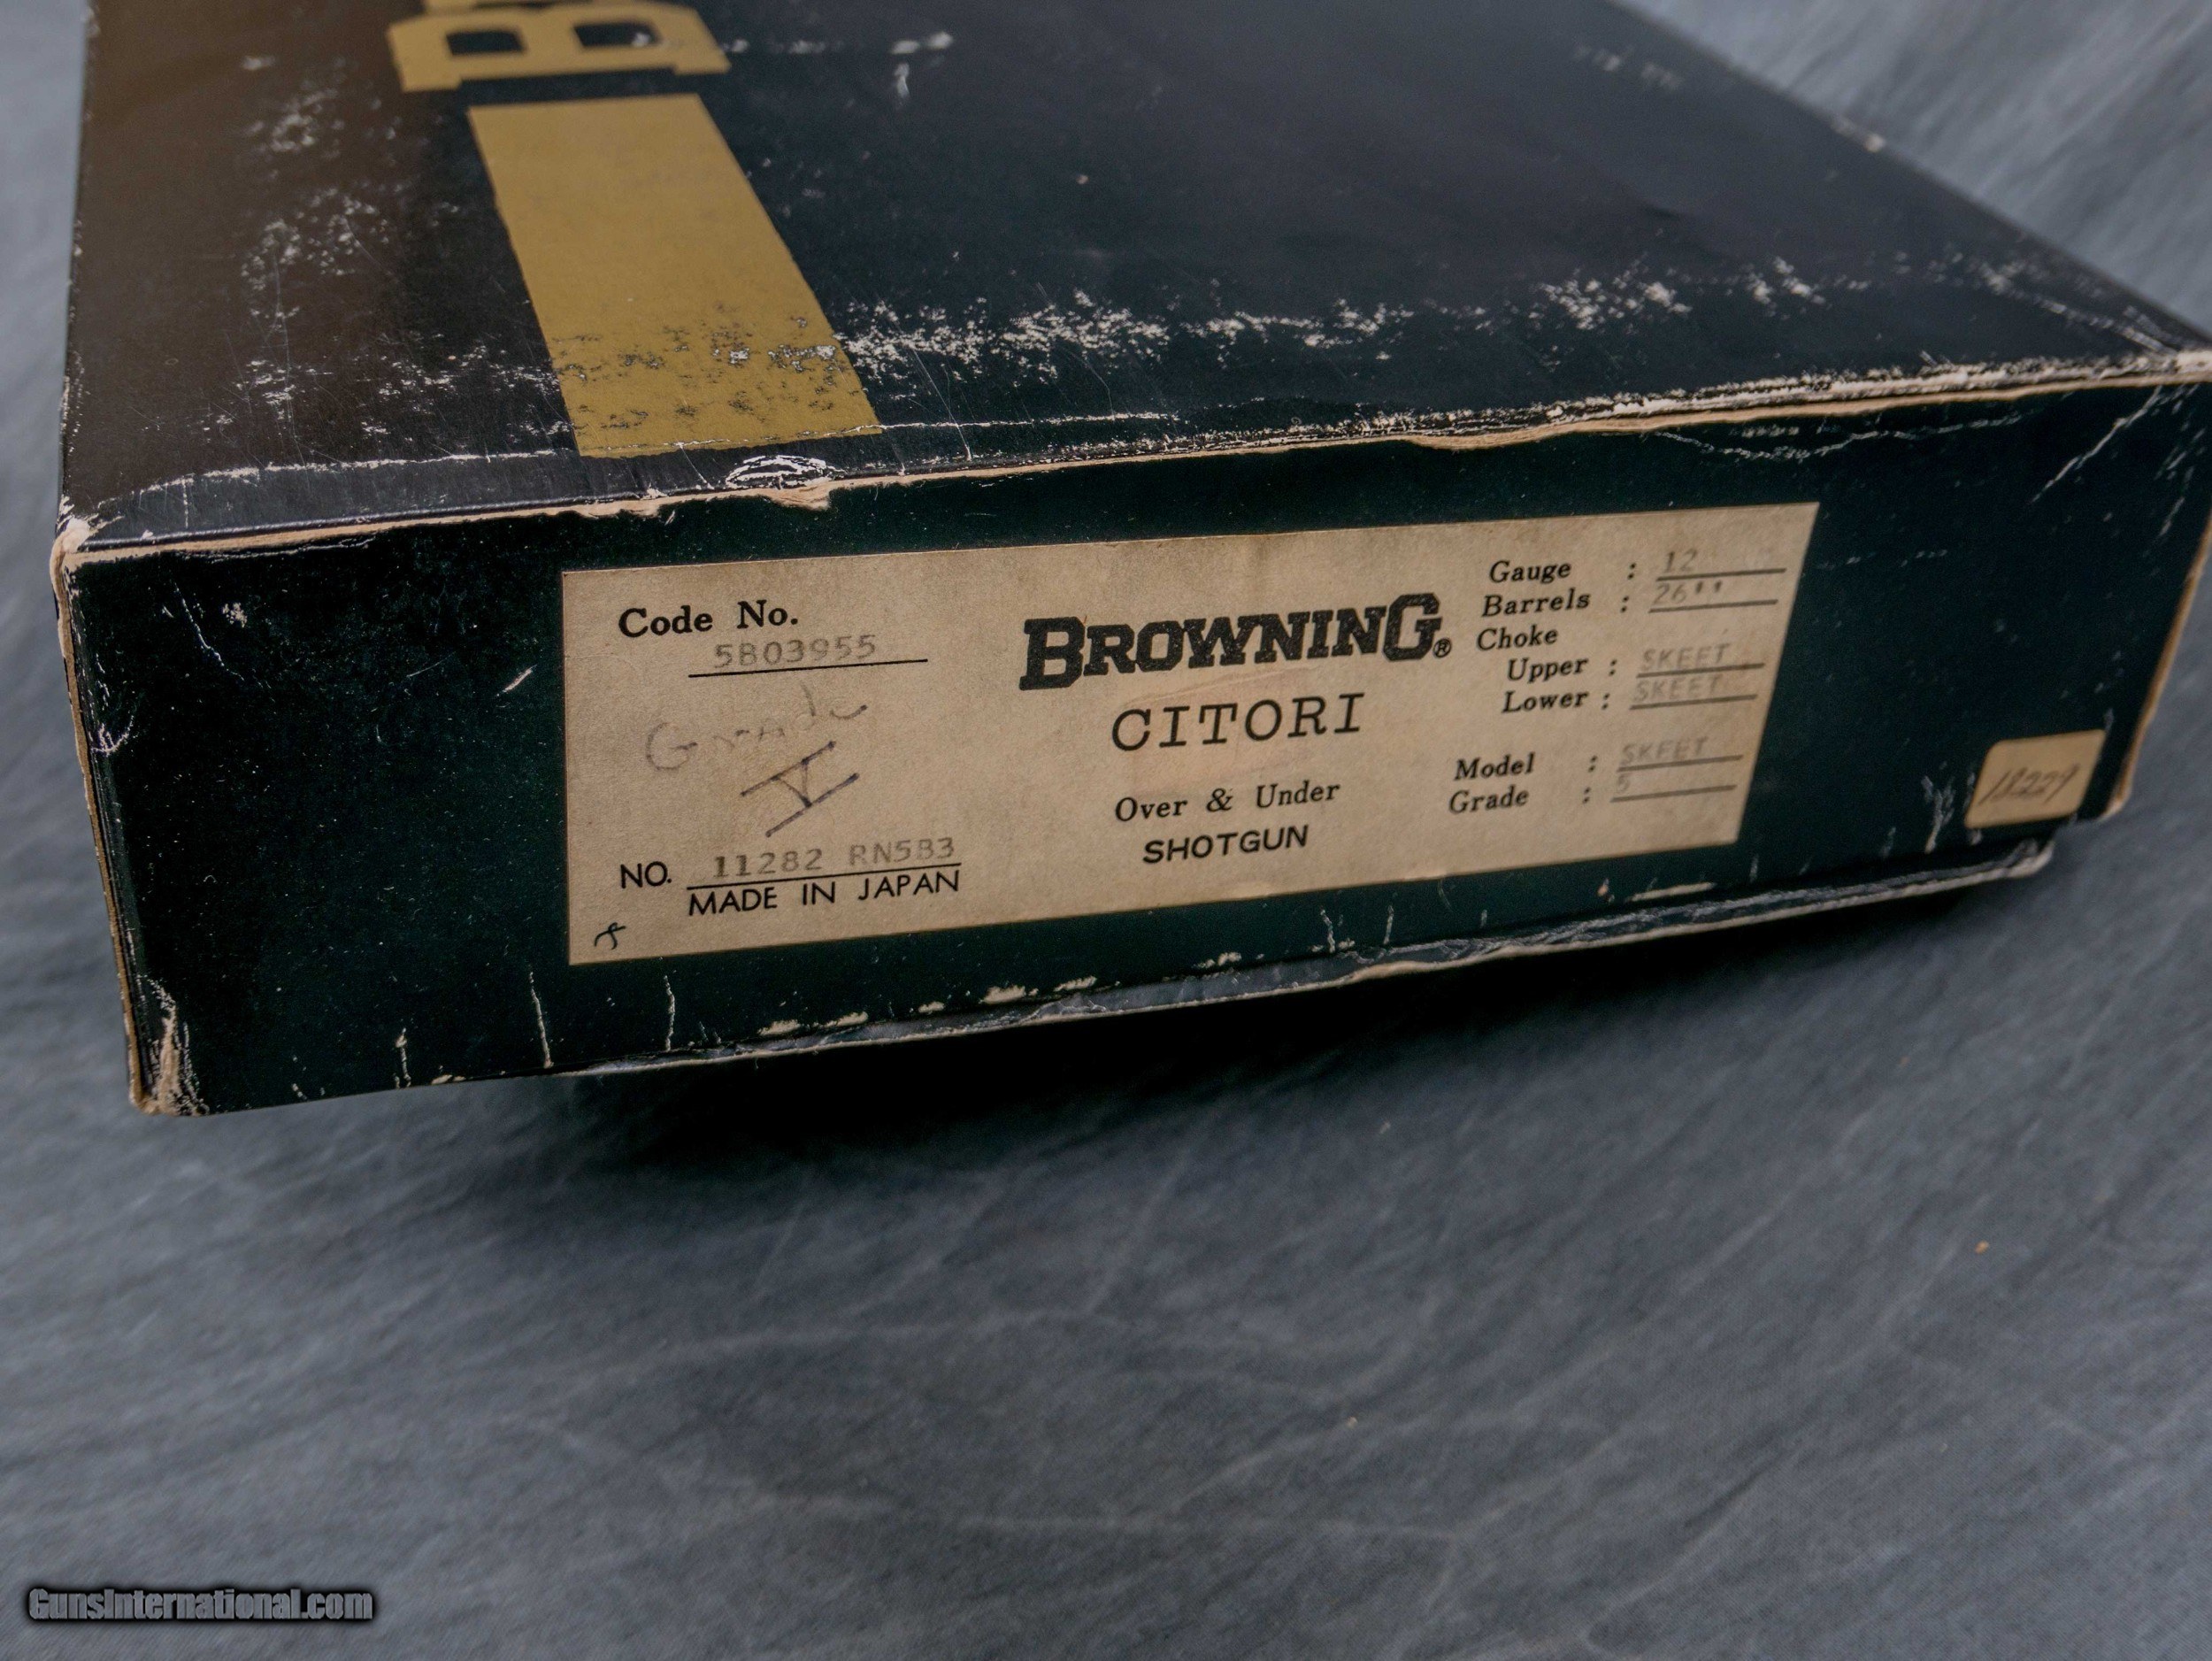 B
Code No.
5B03955
Grade
NO. 11282 RN5B3
MADE IN JAPAN
BROWNING®
CITORI
Over & Under
SHOTGUN
Gauge : 12
Barrels : 26''
Choke
Upper : SKEET
Lower : SKEET
Model : SKEET
Grade : 5
18229
GunsInternational.com